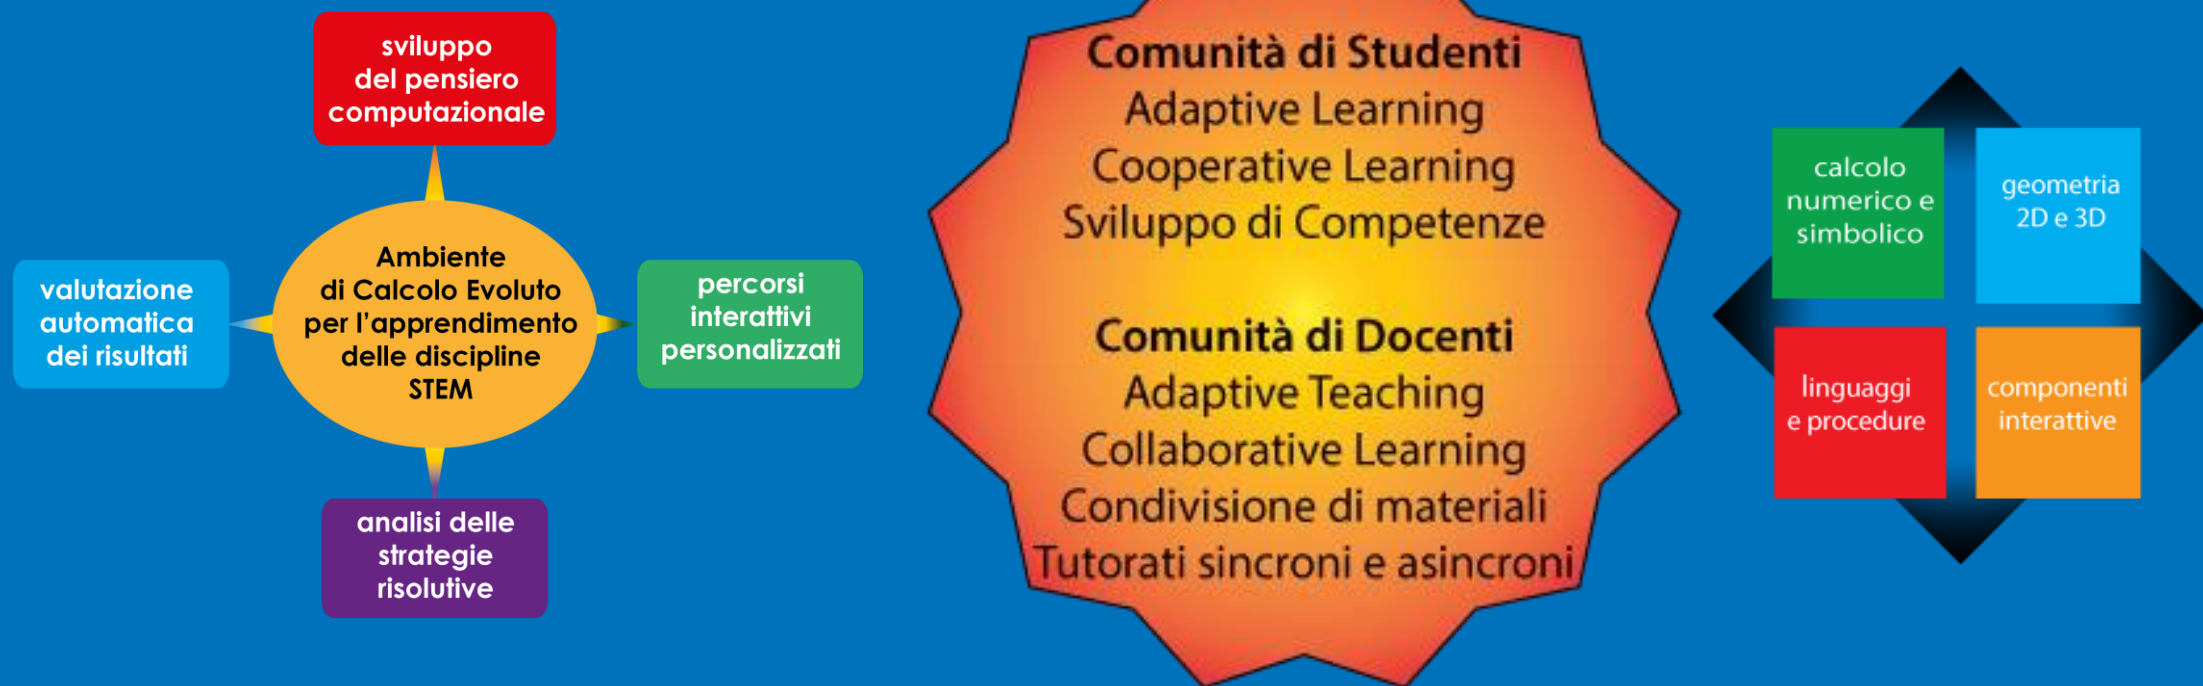 sviluppo
del pensiero
computazionale
valutazione
automatica
dei risultati
Ambiente
di Calcolo Evoluto
per l'apprendimento
delle discipline
STEM
percorsi
interattivi
personalizzati
analisi delle
strategie
risolutive
Comunità di Studenti
Adaptive Learning
Cooperative Learning
Sviluppo di Competenze
Comunità di Docenti
Adaptive Teaching
Collaborative Learning
Condivisione di materiali
Tutorati sincroni e asincroni
calcolo
numerico e
simbolico
geometria
2D e 3D
linguaggi
e procedure
componenti
interattive